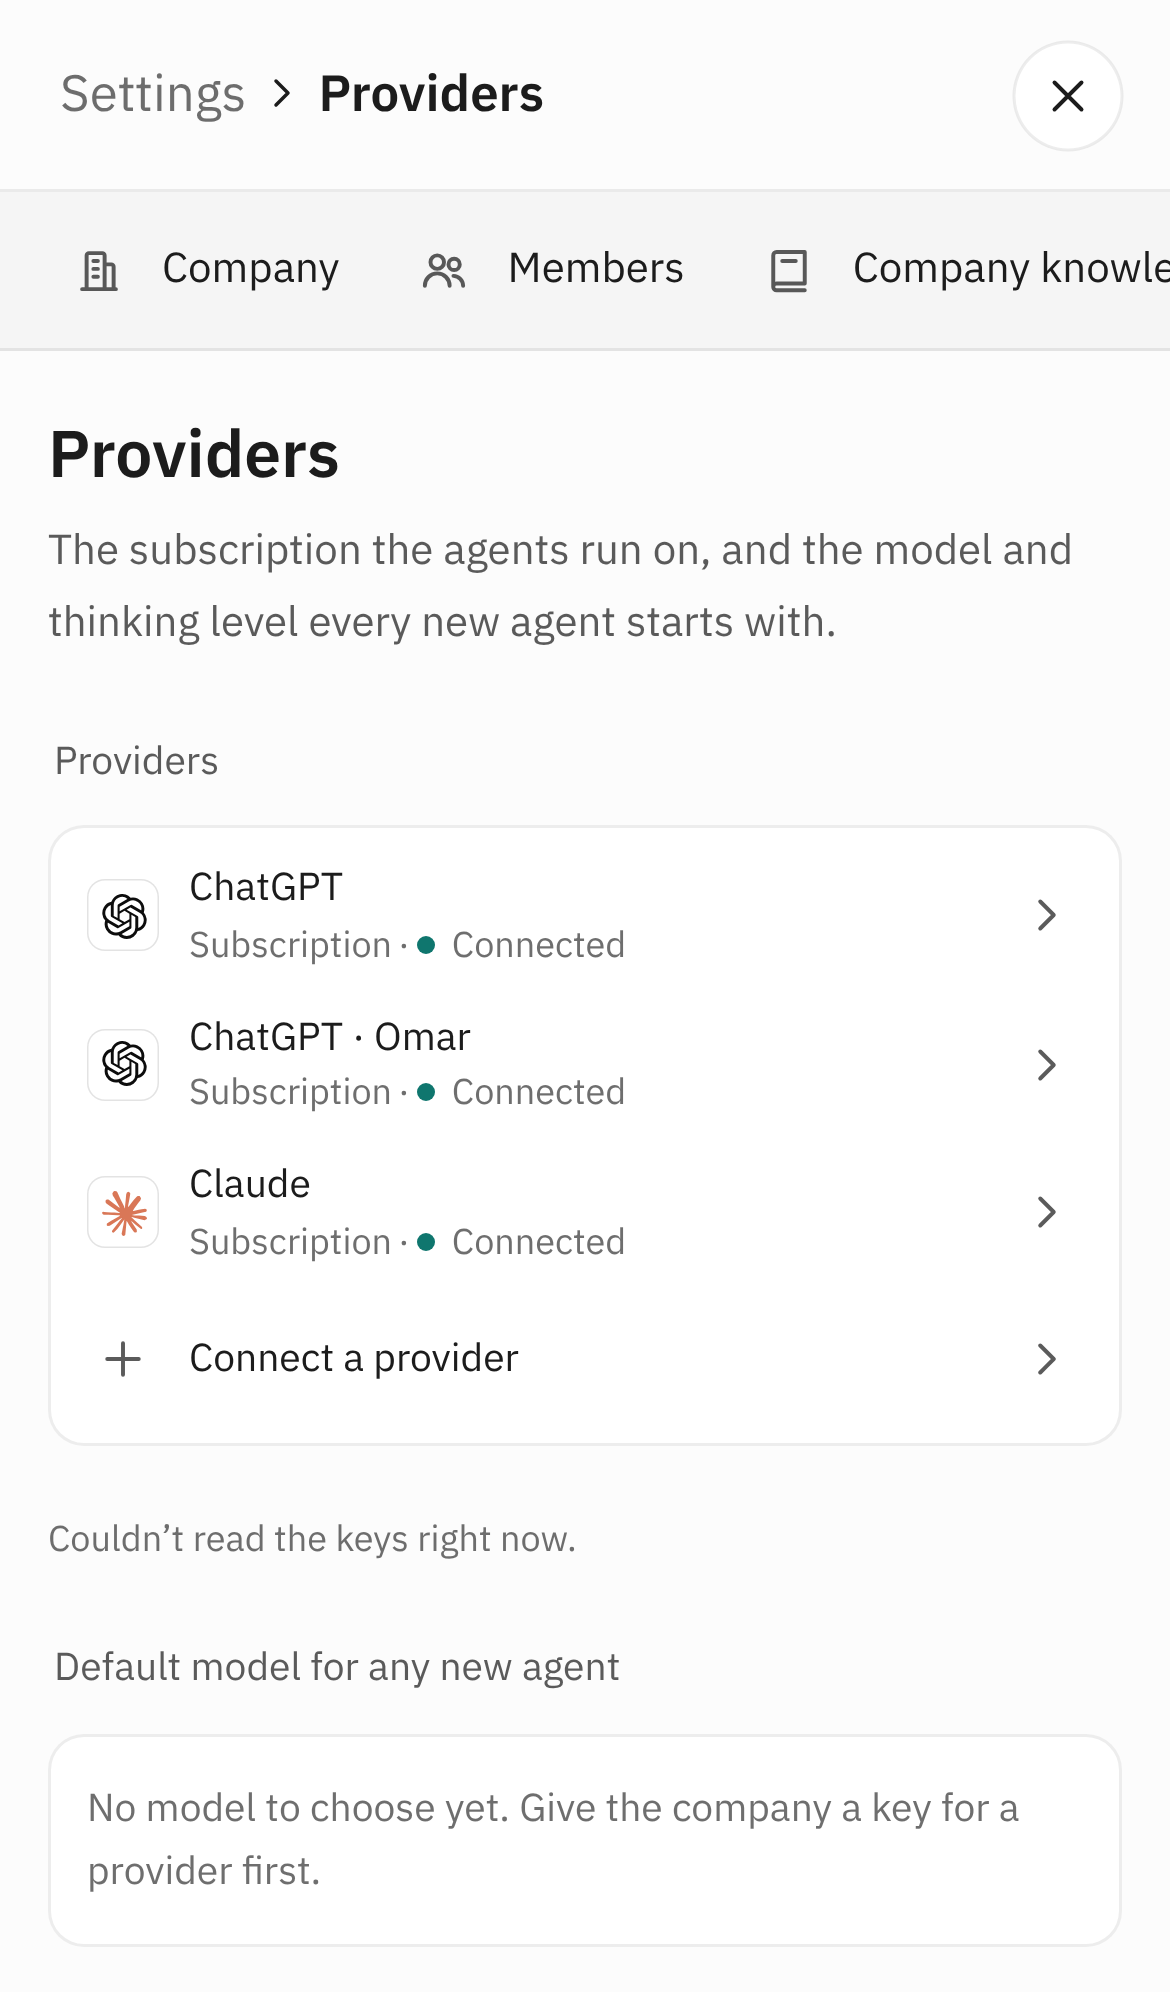 Settings > Providers
Company
Members
Company knowle
Providers
The subscription the agents run on, and the model and
thinking level every new agent starts with.
Providers
ChatGPT
Subscription · Connected
ChatGPT · Omar
Subscription · Connected
Claude
Subscription · Connected
Connect a provider
Couldn’t read the keys right now.
Default model for any new agent
No model to choose yet. Give the company a key for a
provider first.